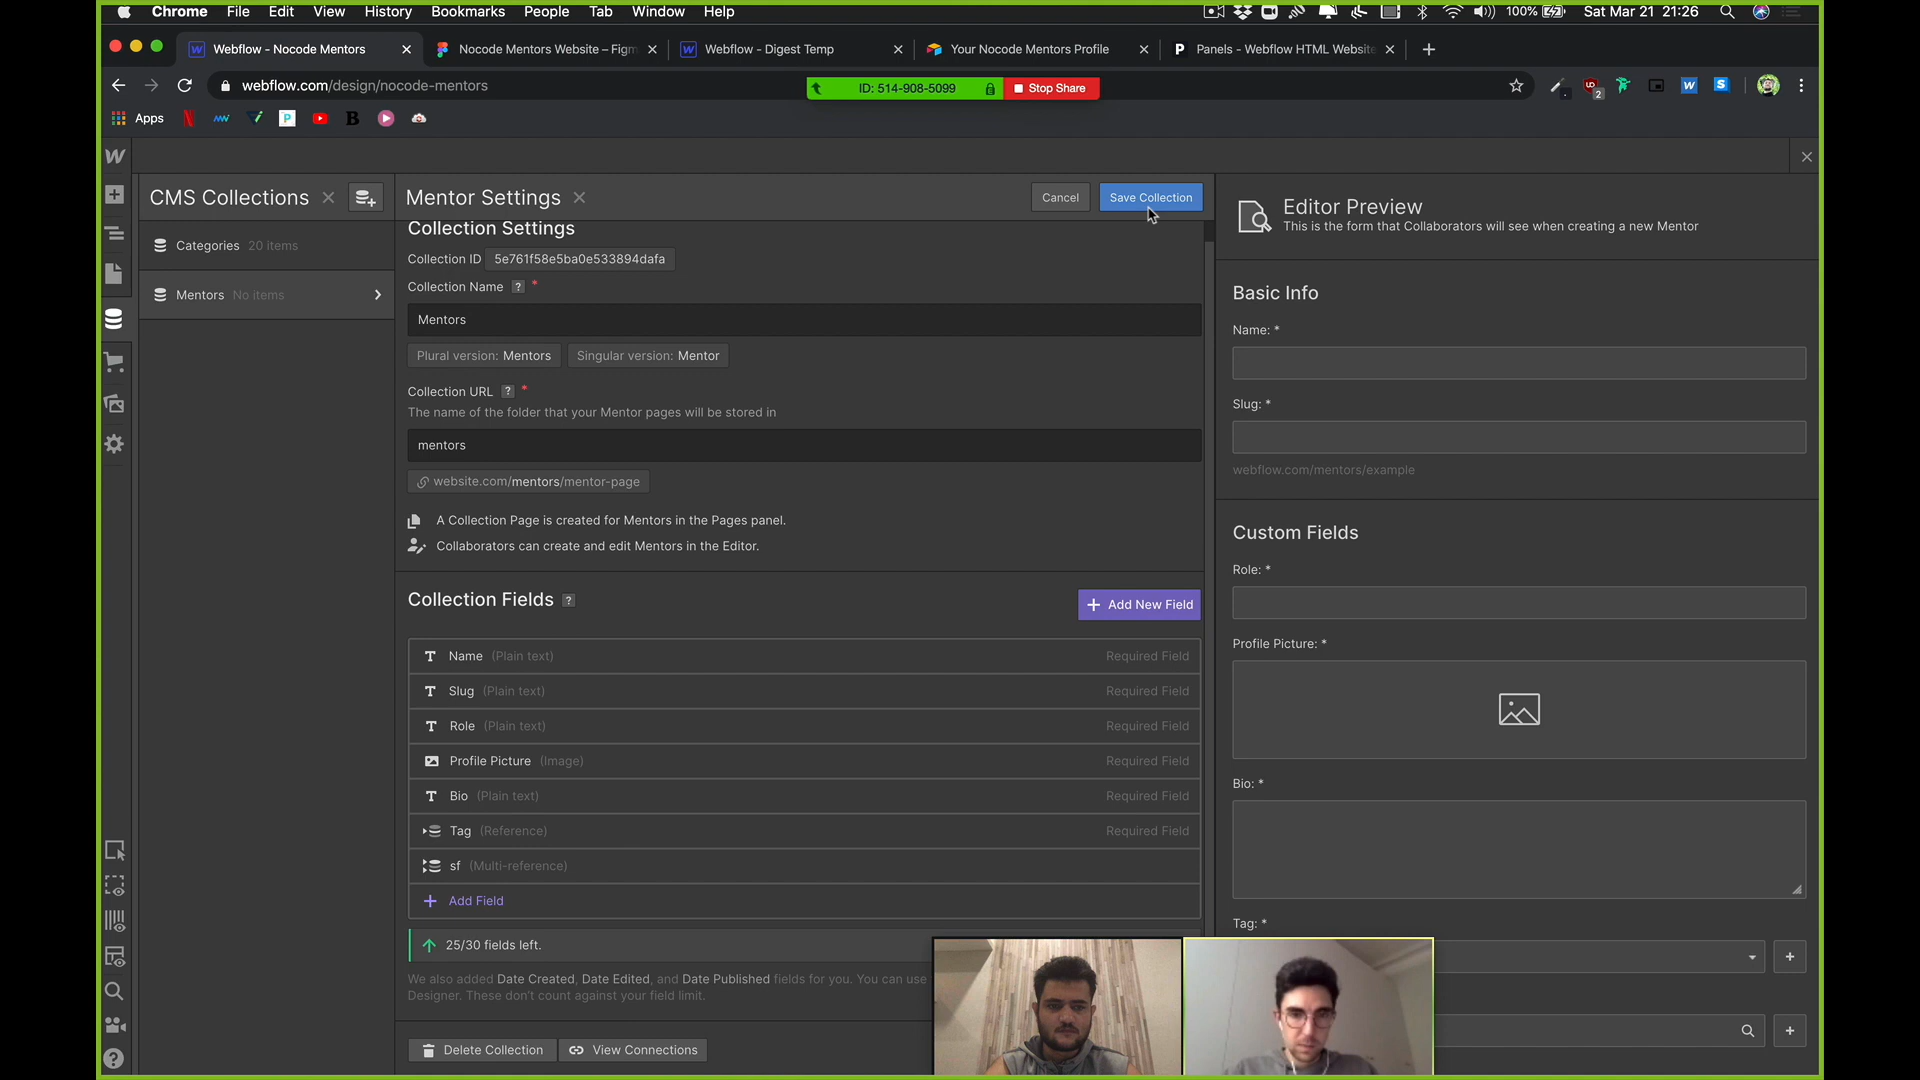 Chrome File Edit View History Bookmarks People Tab Window Help
100% Sat Mar 21 21:26
Webflow - Nocode Mentors
Nocode Mentors Website – Figm
Webflow - Digest Temp
Your Nocode Mentors Profile
Panels - Webflow HTML Website
webflow.com/design/nocode-mentors
ID: 514-908-5099
Stop Share
Apps
CMS Collections
Mentor Settings
Cancel
Save Collection
Editor Preview
This is the form that Collaborators will see when creating a new Mentor
Categories 20 items
Mentors No items
Collection Settings
Collection ID 5e761f58e5ba0e533894dafa
Collection Name ? *
Mentors
Plural version: Mentors
Singular version: Mentor
Collection URL ? *
The name of the folder that your Mentor pages will be stored in
mentors
website.com/mentors/mentor-page
A Collection Page is created for Mentors in the Pages panel.
Collaborators can create and edit Mentors in the Editor.
Collection Fields ?
Add New Field
Name (Plain text) Required Field
Slug (Plain text) Required Field
Role (Plain text) Required Field
Profile Picture (Image) Required Field
Bio (Plain text) Required Field
Tag (Reference) Required Field
sf (Multi-reference)
Add Field
25/30 fields left.
We also added Date Created, Date Edited, and Date Published fields for you. You can use
Designer. These don't count against your field limit.
Delete Collection
View Connections
Basic Info
Name: *
Slug: *
webflow.com/mentors/example
Custom Fields
Role: *
Profile Picture: *
Bio: *
Tag: *